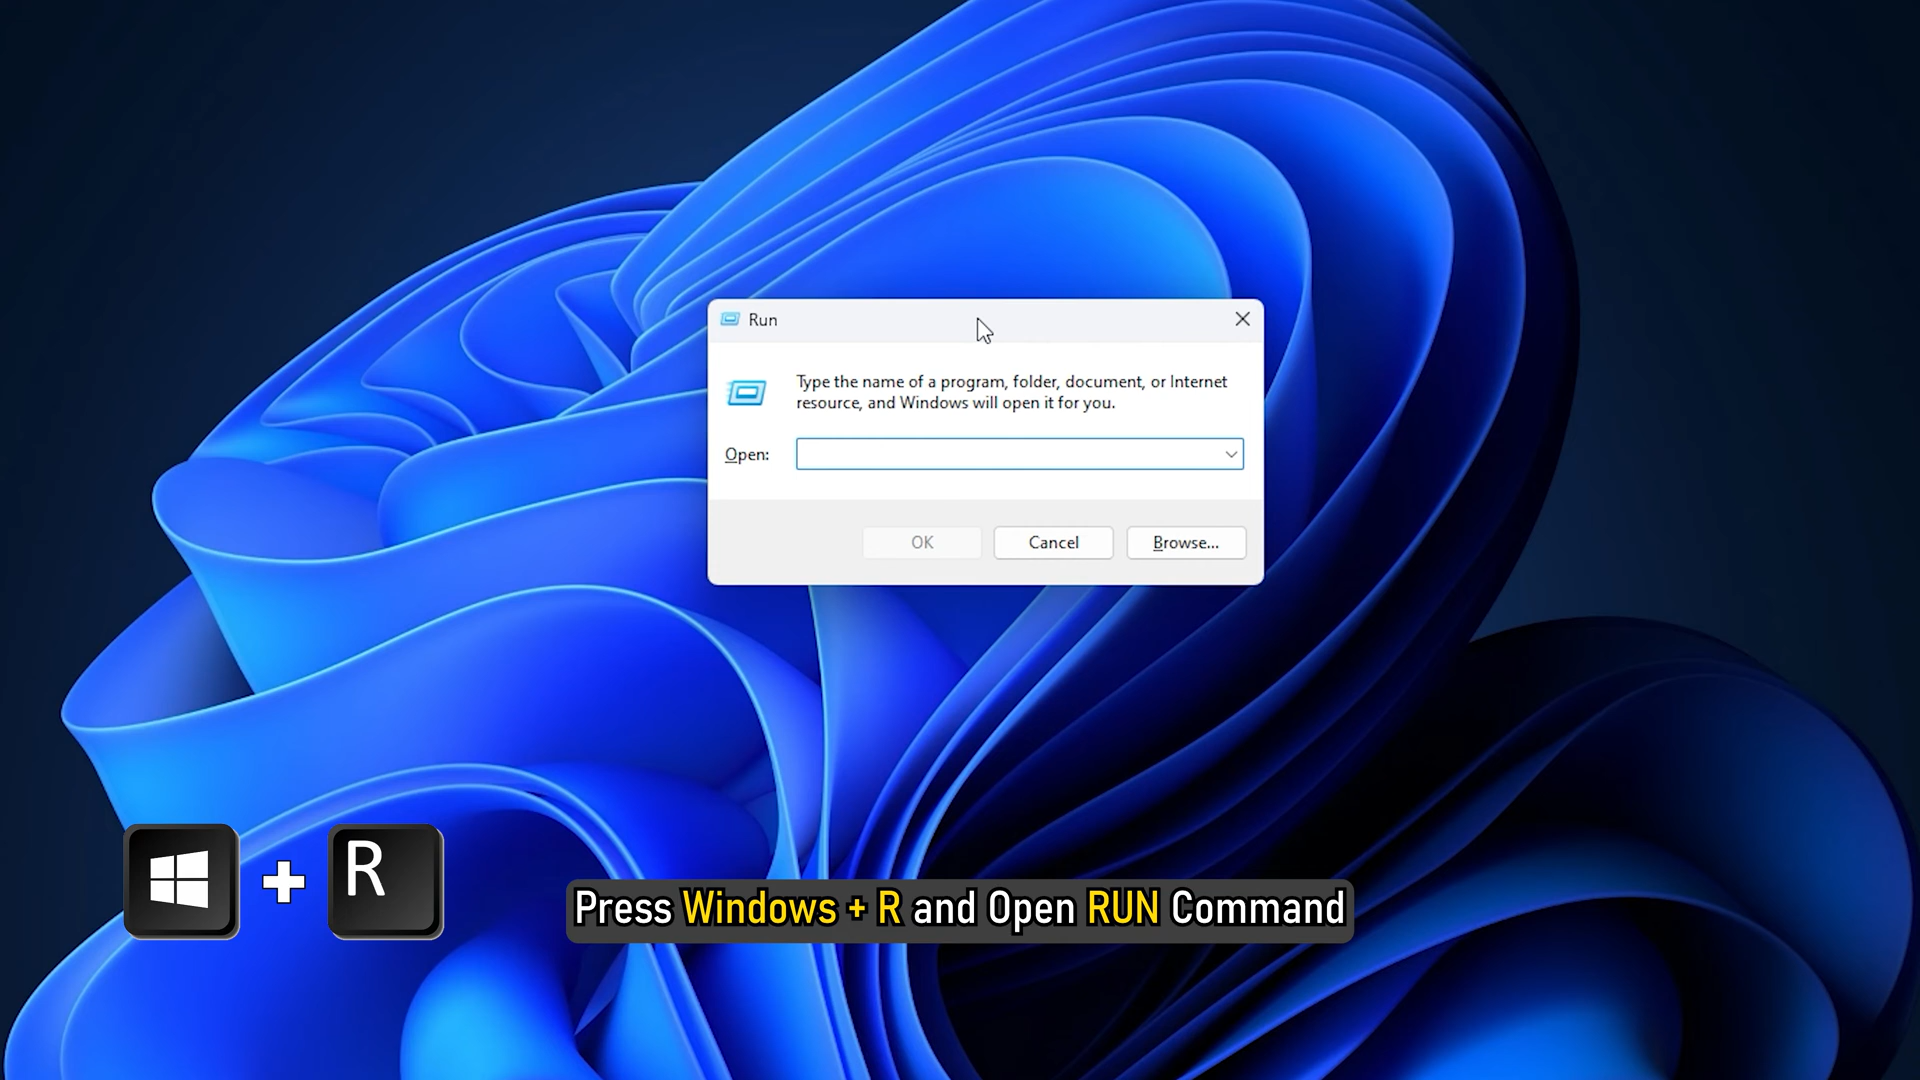 Run
Type the name of a program, folder, document, or Internet
resource, and Windows will open it for you.
Open:
OK Cancel Browse...
R
Press Windows + R and Open RUN Command